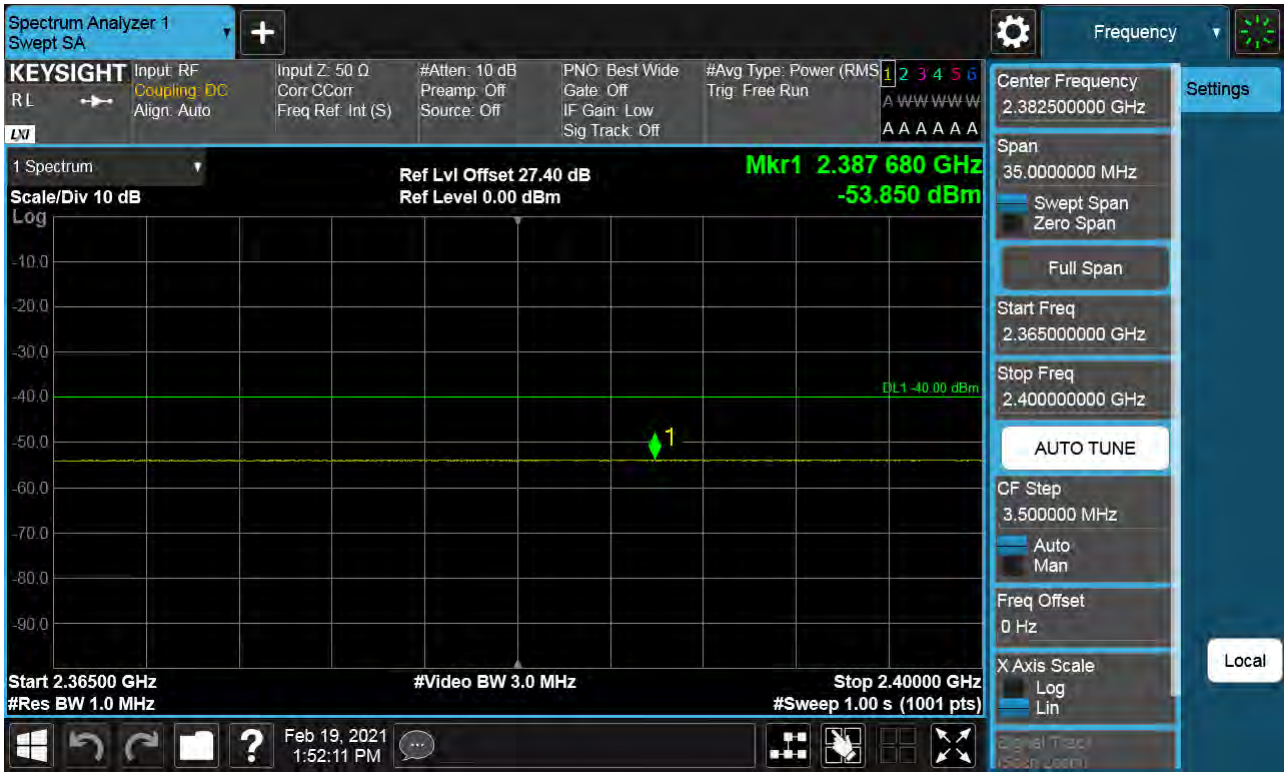 Spectrum Analyzer 1
Swept SA
+
Frequency
KEYSIGHT
R L
LXI
Input: RF
Coupling: DC
Align: Auto
Input Z: 50 Ω
Corr CCorr
Freq Ref: Int (S)
#Atten: 10 dB
Preamp: Off
Source: Off
PNO: Best Wide
Gate: Off
IF Gain: Low
Sig Track: Off
#Avg Type: Power (RMS
Trig: Free Run
1 2 3 4 5 6
A W W W W W
A A A A A A
1 Spectrum
Scale/Div 10 dB
Log
Ref Lvl Offset 27.40 dB
Ref Level 0.00 dBm
Mkr1 2.387 680 GHz
-53.850 dBm
-10.0
-20.0
-30.0
-40.0
DL1 -40.00 dBm
1
-50.0
-60.0
-70.0
-80.0
-90.0
Start 2.36500 GHz
#Res BW 1.0 MHz
#Video BW 3.0 MHz
Stop 2.40000 GHz
#Sweep 1.00 s (1001 pts)
Center Frequency
2.382500000 GHz
Settings
Span
35.0000000 MHz
Swept Span
Zero Span
Full Span
Start Freq
2.365000000 GHz
Stop Freq
2.400000000 GHz
AUTO TUNE
CF Step
3.500000 MHz
Auto
Man
Freq Offset
0 Hz
X Axis Scale
Log
Lin
Signal Track
(Span Zoom)
Local
?
Feb 19, 2021
1:52:11 PM